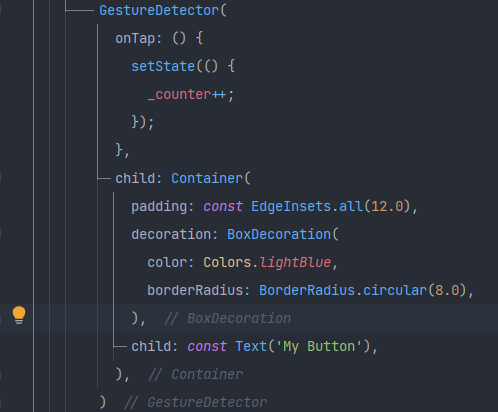 GestureDetector(
onTap: () {
setState(() {
_counter++;
});
},
child: Container(
padding: const EdgeInsets.all(12.0),
decoration: BoxDecoration(
color: Colors.lightBlue,
borderRadius: BorderRadius.circular(8.0),
), // BoxDecoration
child: const Text('My Button'),
), // Container
) // GestureDetector